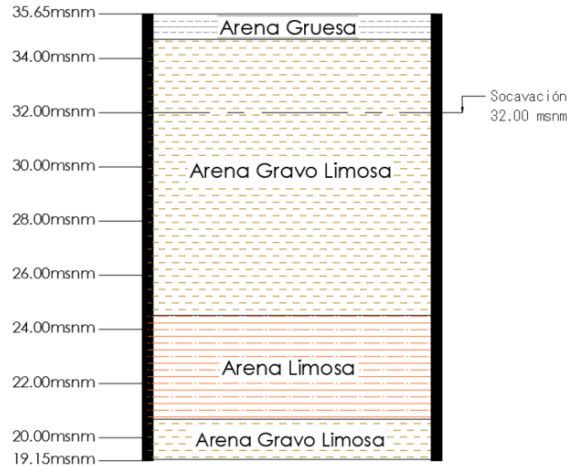 35.65msnm
Arena Gruesa
34.00msnm
Socavación
32.00msnm
32.00 msnm
30.00msnm
Arena Gravo Limosa
28.00msnm
26.00msnm
24.00msnm
Arena Limosa
22.00msnm
20.00msnm
Arena Gravo Limosa
19.15msnm